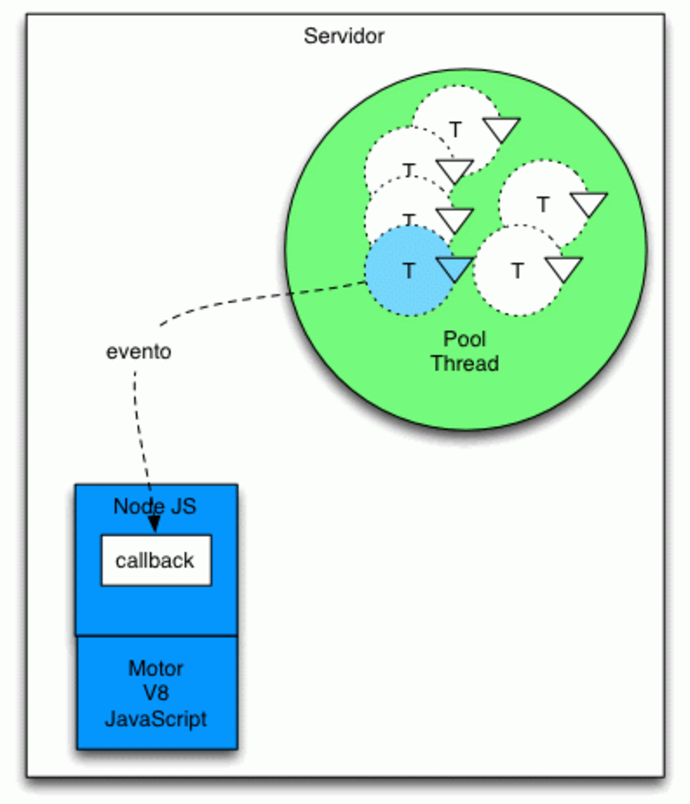 Servidor
T
T
T
T
T
T
Pool
Thread
evento
Node JS
callback
Motor
V8
JavaScript